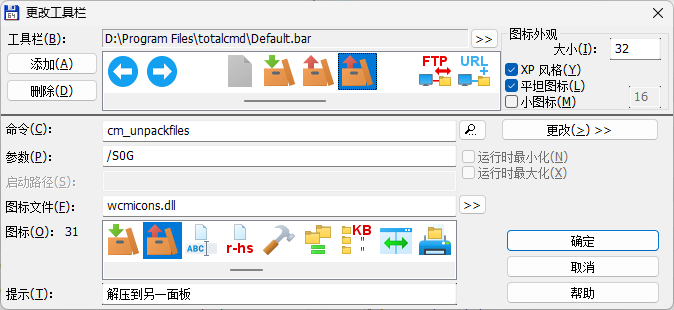 更改工具栏
工具栏(B):
D:\Program Files\totalcmd\Default.bar
>>
图标外观
大小(I):
32
添加(A)
删除(D)
FTP
URL
XP 风格(Y)
平坦图标(L)
小图标(M)
16
命令(C):
cm_unpackfiles
更改(>) >>
参数(P):
/S0G
运行时最小化(N)
运行时最大化(X)
启动路径(S):
图标文件(F):
wcmicons.dll
>>
图标(O):
31
ABC
r-hs
KB
"
"
确定
取消
提示(T):
解压到另一面板
帮助